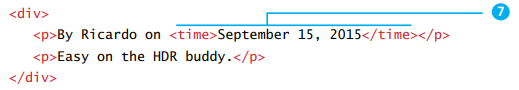 <div>
7
<p>By Ricardo on <time>September 15, 2015</time></p>
<p>Easy on the HDR buddy.</p>
</div>